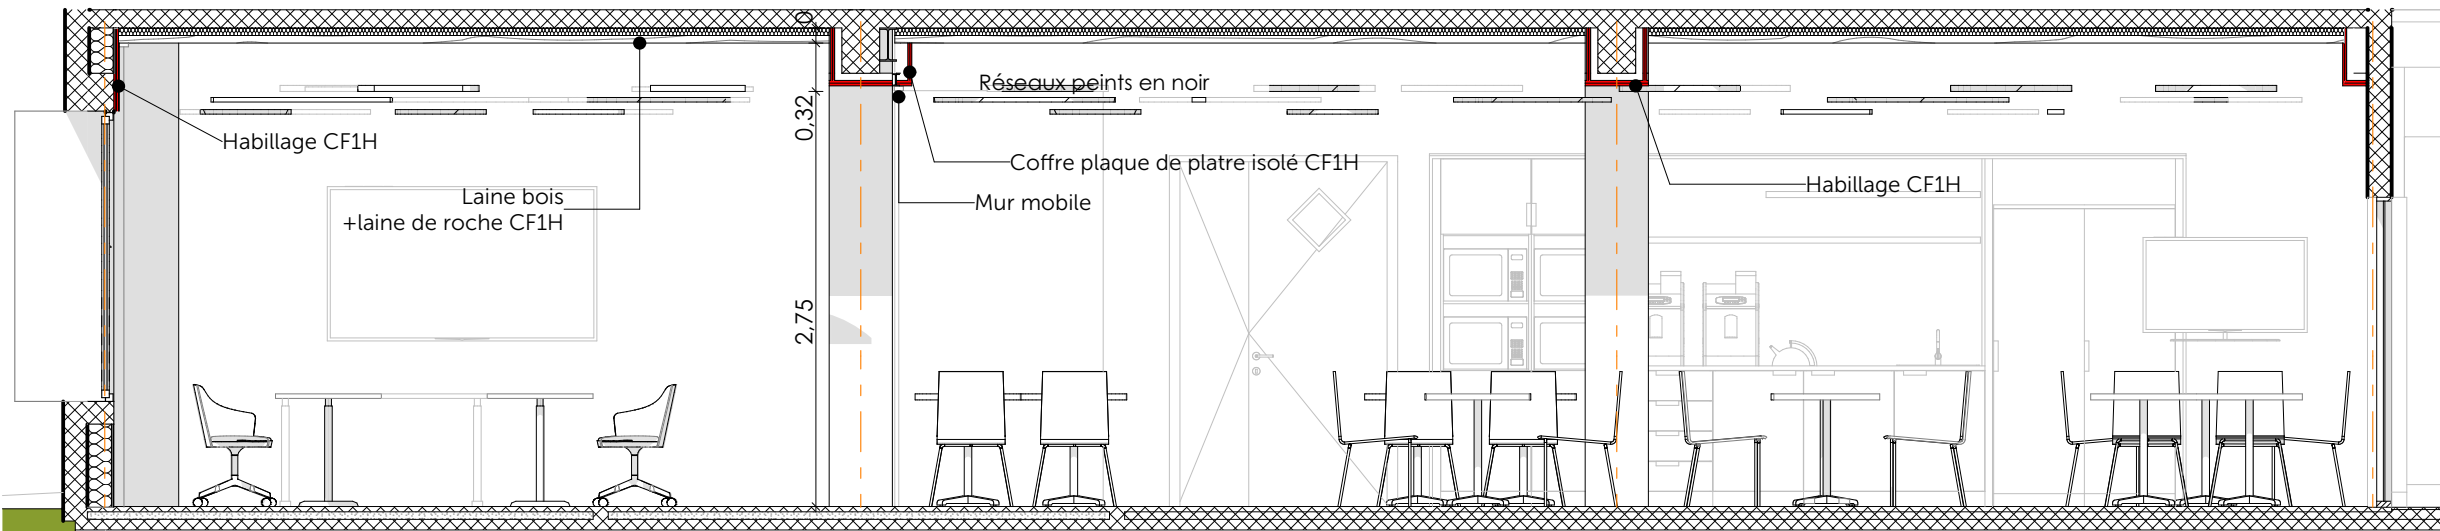 0
0,32
Réseaux peints en noir
Habillage CF1H
Coffre plaque de platre isolé CF1H
Habillage CF1H
Laine bois
+laine de roche CF1H
Mur mobile
2,75